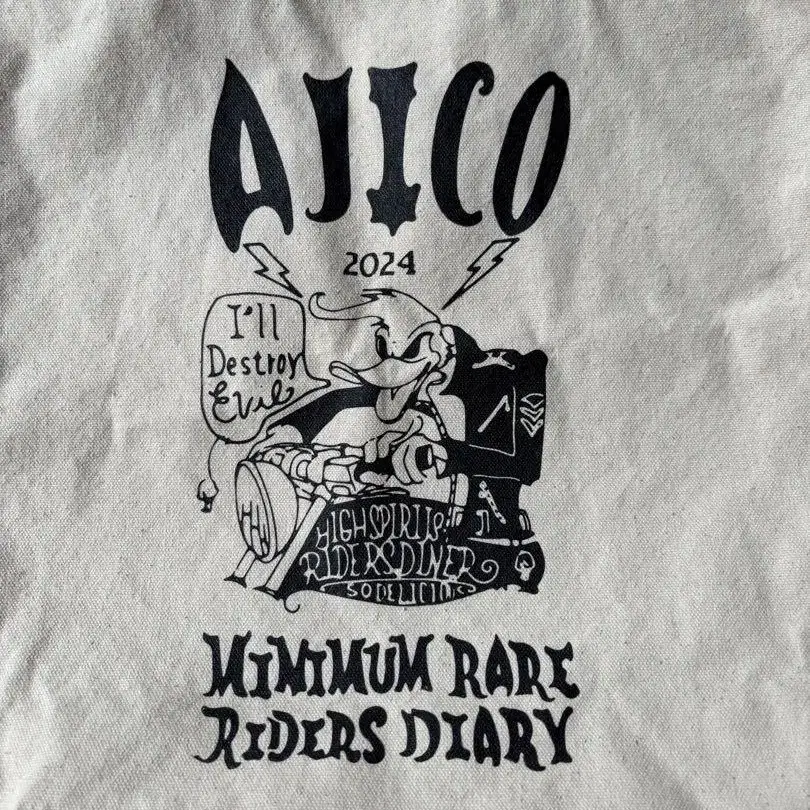 AJICO
2024
I'll
Destroy
Evil
HIGH SPIRITS
RIDERS DINER
SO DELICIOUS
MINIMUM RARE
RIDERS DIARY